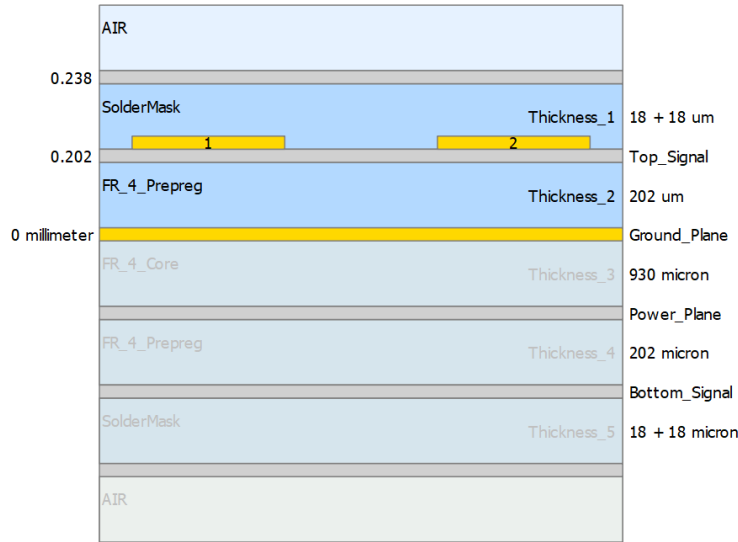 AIR
0.238
SolderMask
Thickness_1 18 + 18 um
1 2
0.202 Top_Signal
FR_4_Prepreg
Thickness_2 202 um
0 millimeter Ground_Plane
FR_4_Core
Thickness_3 930 micron
Power_Plane
FR_4_Prepreg
Thickness_4 202 micron
Bottom_Signal
SolderMask
Thickness_5 18 + 18 micron
AIR